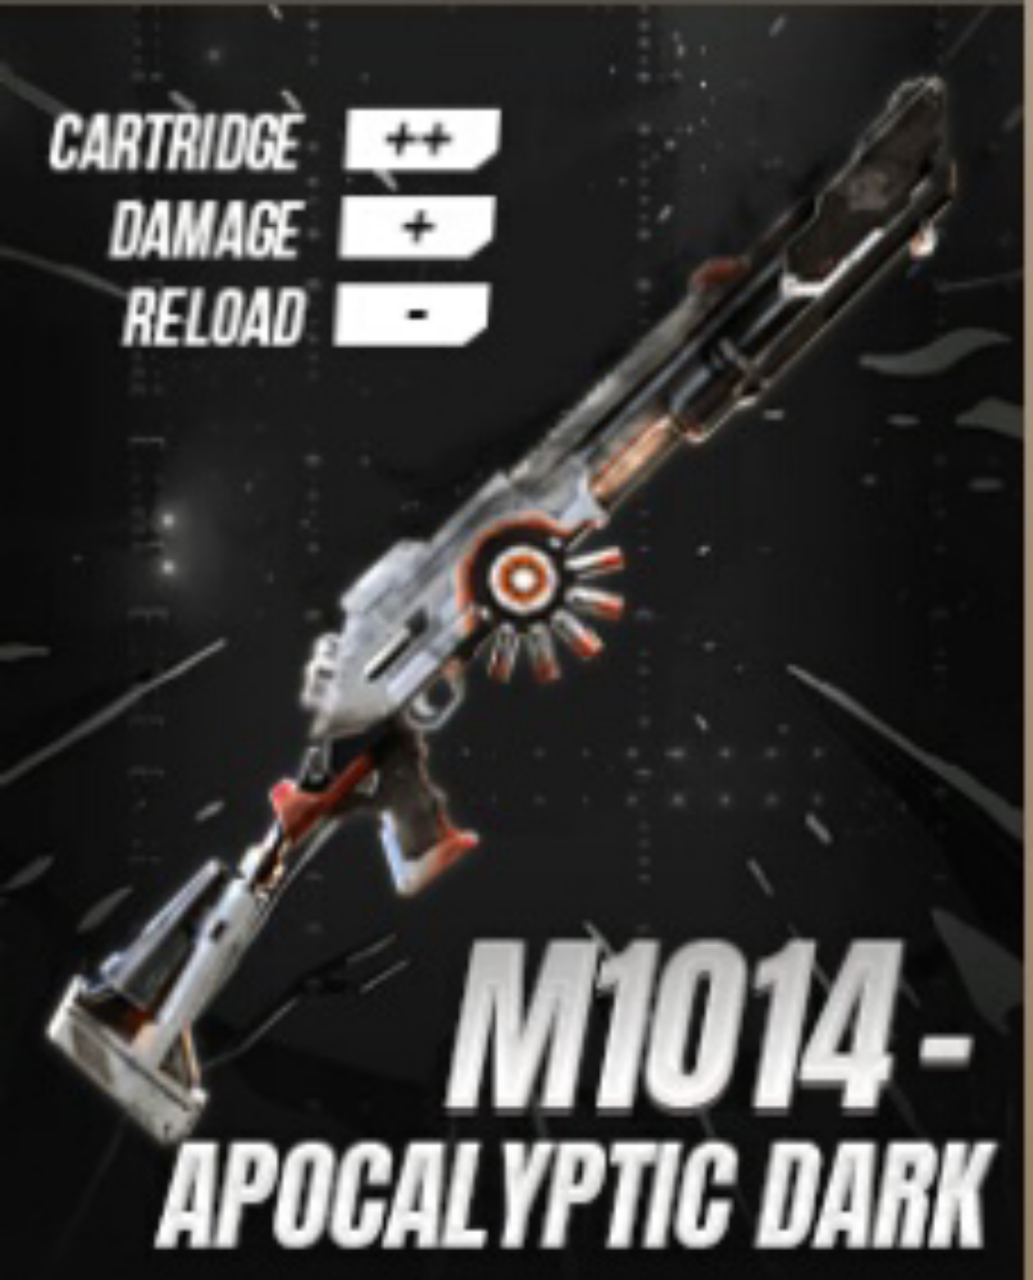 CARTRIDGE ++
DAMAGE +
RELOAD -
M1014 -
APOCALYPTIC DARK